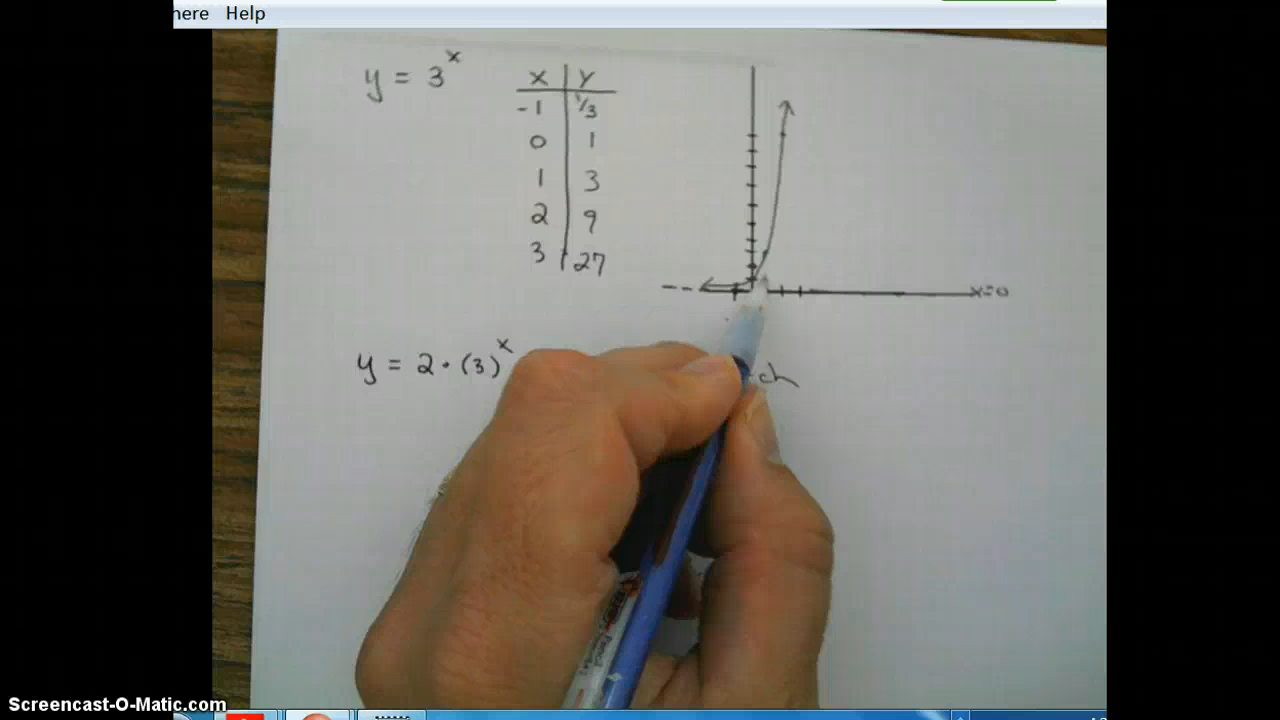 Help
y = 3^x
X Y
-1 1/3
0 1
1 3
2 9
3 27
x=0
y = 2 · (3)^x
ch
Screencast-O-Matic.com